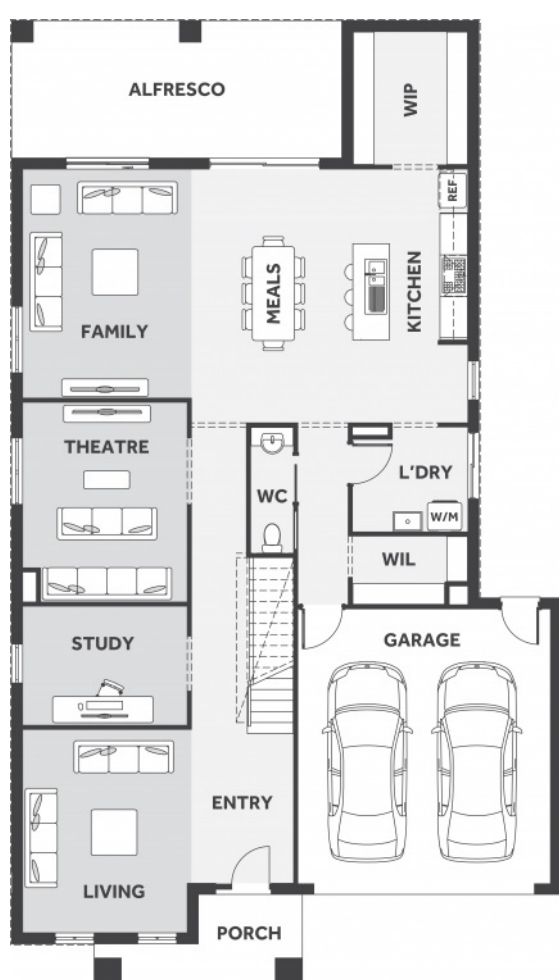 ALFRESCO
WIP
REF
MEALS
KITCHEN
FAMILY
THEATRE
WC
L'DRY
W/M
WIL
STUDY
GARAGE
ENTRY
LIVING
PORCH